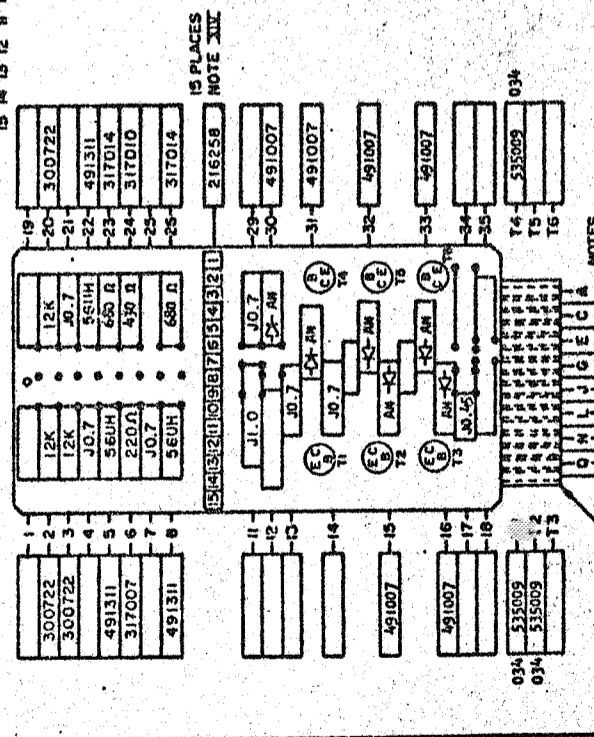 15 14 13 12
1
19
300722
2
12K
12K
20
300722
300722
3
12K
J0.7
21
4
J0.7
56UH
22
491311
491311
5
56UH
680 Ω
23
317014
317007
6
220Ω
430 Ω
24
317010
7
J0.7
25
491311
8
56UH
680 Ω
26
317014
15 PLACES
NOTE XIV
15 14 13 12 11 10 9 8 7 6 5 4 3 2 1
216258
11
J1.0
J0.7
29
12
AN
30
491007
13
J0.7
AN
B C E
T4
31
491007
14
E C B
T1
J0.7
491007
15
E C B
T2
AN
AN
B C E
T5
32
491007
491007
16
E C B
T3
AN
AN
B C E
T6
33
491007
17
J0.45
34
18
35
034
535009
T4
535009
034
034
535009
T2
T5
T3
T6
Q N L J G E C A
NOTES